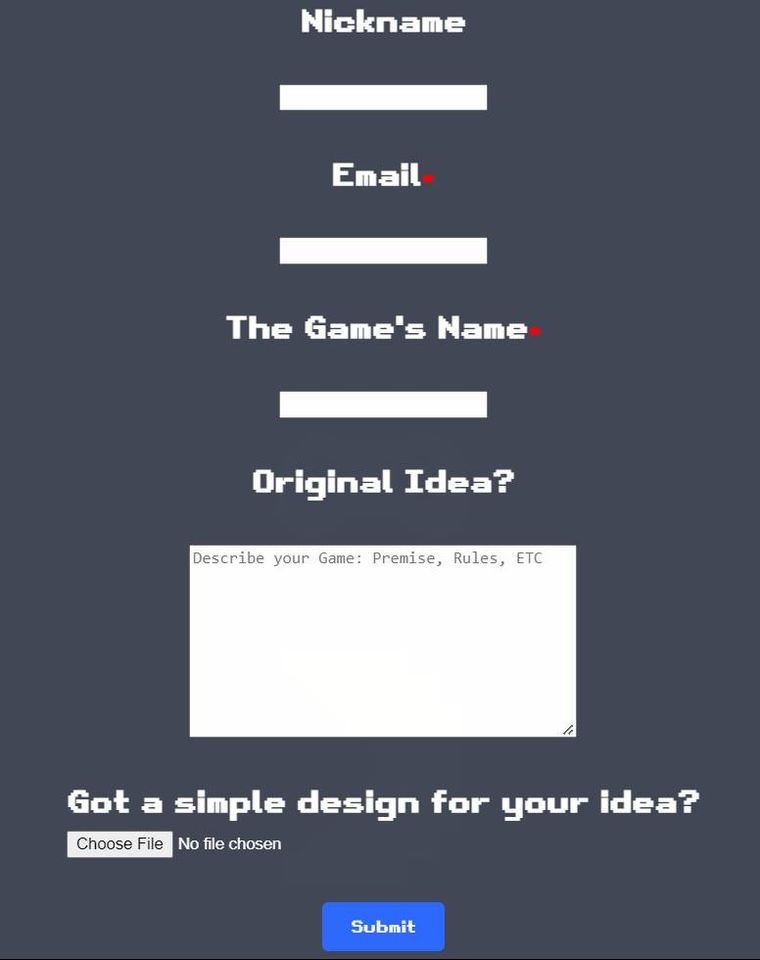 Nickname
Email*
The Game's Name*
Original Idea?
Describe your Game: Premise, Rules, ETC
Got a simple design for your idea?
Choose File No file chosen
Submit